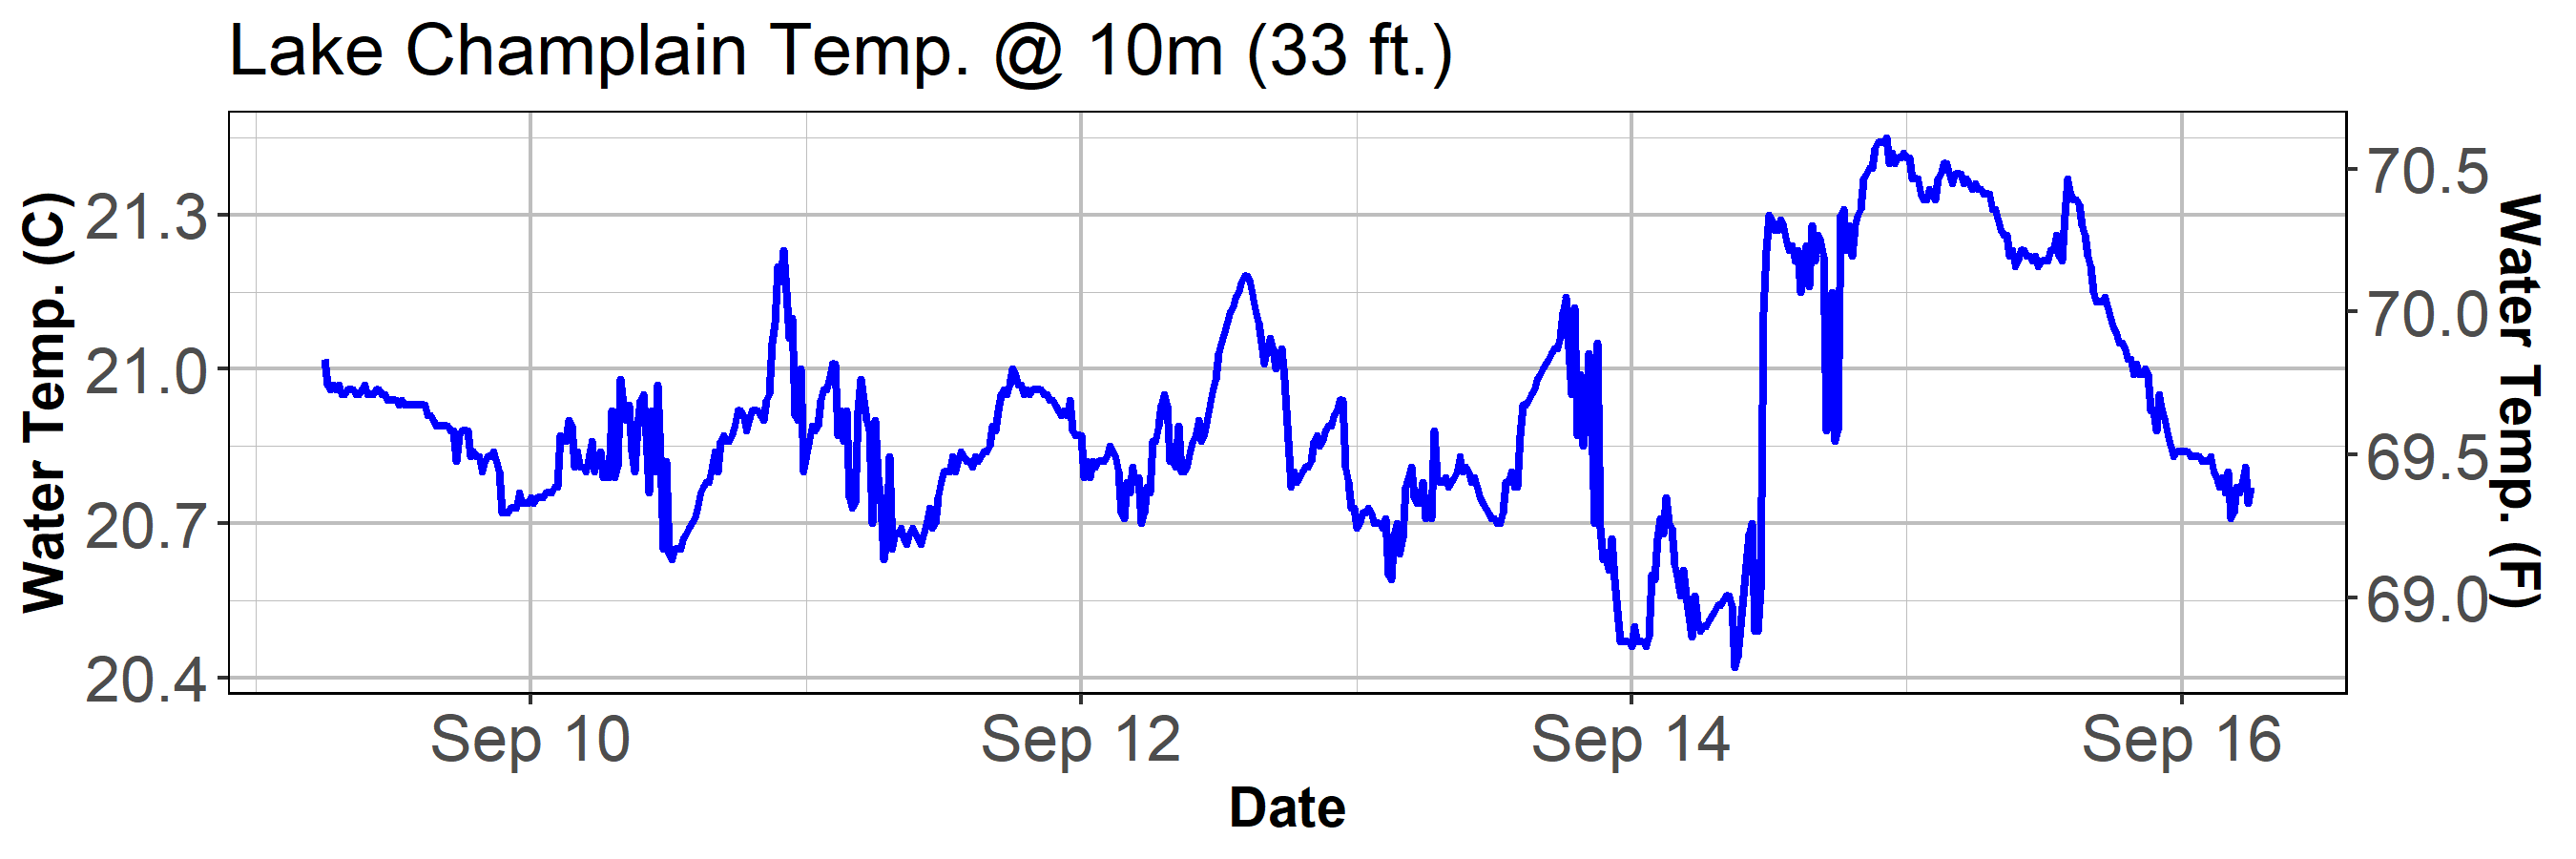 Lake Champlain Temp. @ 10m (33 ft.)
Water Temp. (C)
21.3
21.0
20.7
20.4
70.5
70.0
69.5
69.0
Water Temp. (F)
Sep 10
Sep 12
Sep 14
Sep 16
Date